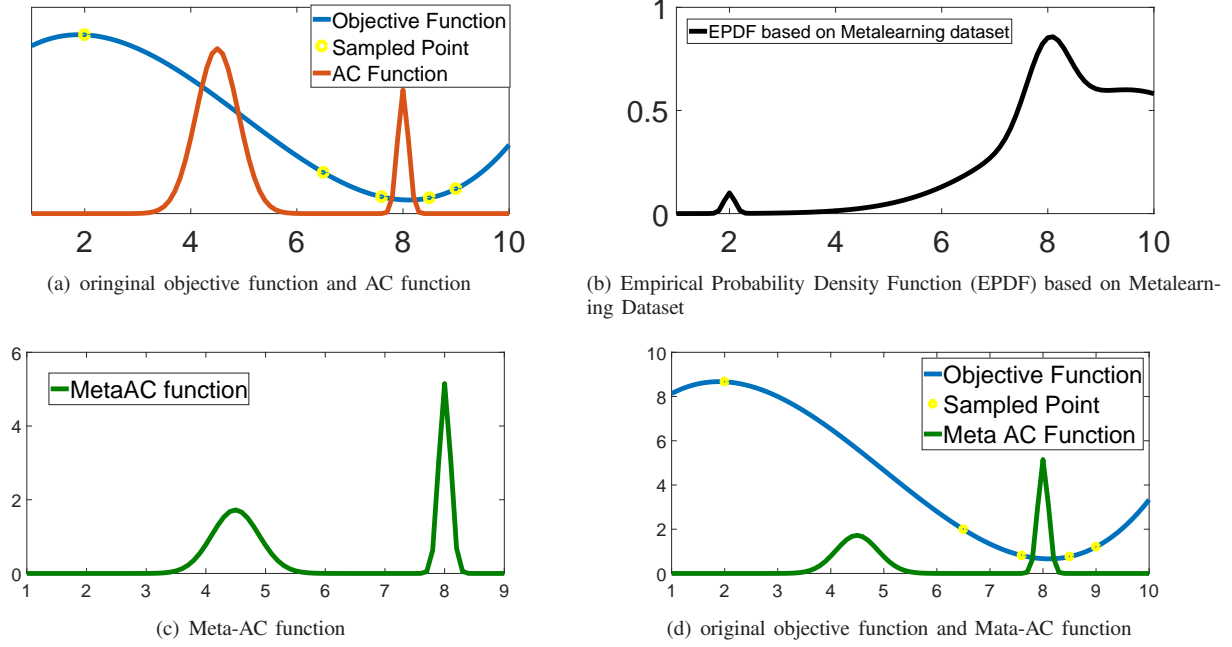 Objective Function
Sampled Point
AC Function
2 4 6 8 10
(a) oringinal objective function and AC function
EPDF based on Metalearning dataset
1
0.5
0
2 4 6 8 10
(b) Empirical Probability Density Function (EPDF) based on Metalearn-
ing Dataset
MetaAC function
6
4
2
0
1 2 3 4 5 6 7 8 9
(c) Meta-AC function
Objective Function
Sampled Point
Meta AC Function
10
8
6
4
2
0
1 2 3 4 5 6 7 8 9 10
(d) original objective function and Mata-AC function